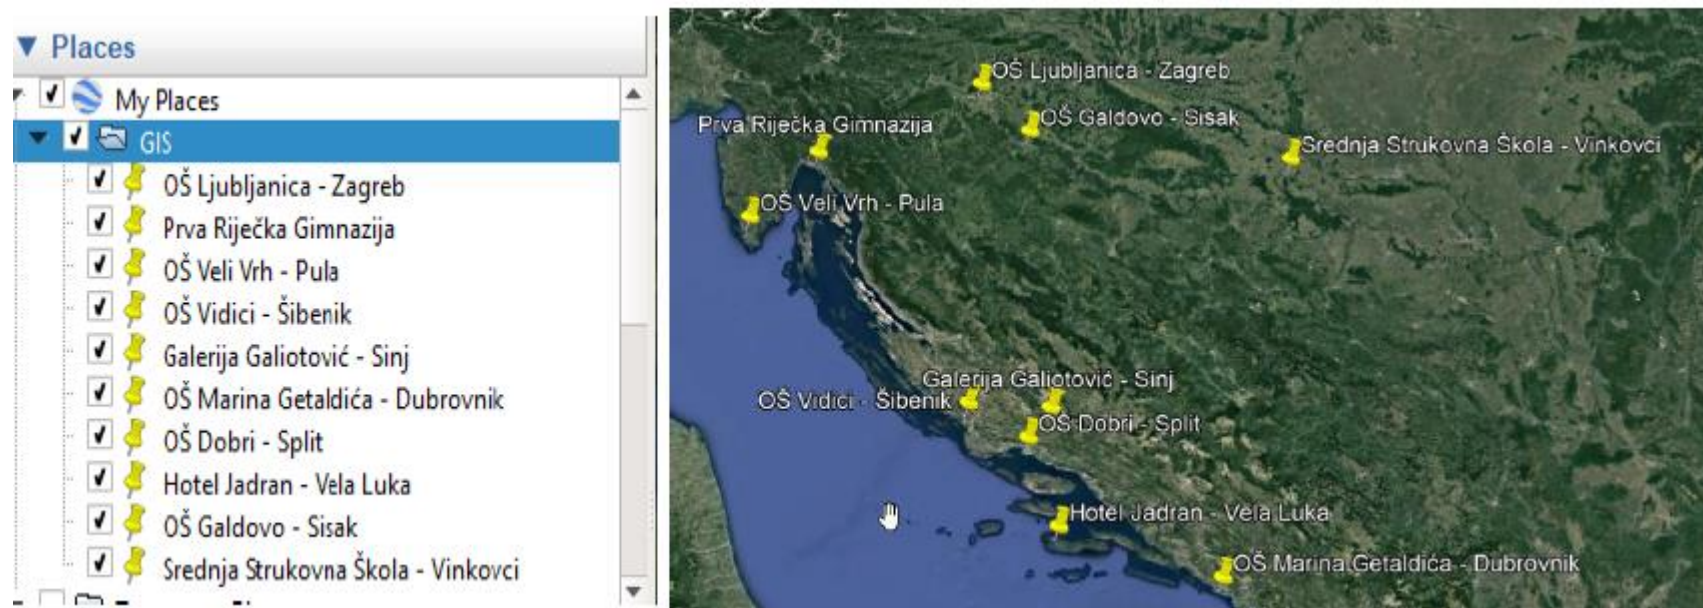 Places
My Places
GIS
OŠ Ljubljanica - Zagreb
Prva Riječka Gimnazija
OŠ Veli Vrh - Pula
OŠ Vidici - Šibenik
Galerija Galiotović - Sinj
OŠ Marina Getaldića - Dubrovnik
OŠ Dobri - Split
Hotel Jadran - Vela Luka
OŠ Galdovo - Sisak
Srednja Strukovna Škola - Vinkovci
OŠ Ljubljanica - Zagreb
OŠ Galdovo - Sisak
Prva Riječka Gimnazija
Srednja Strukovna Škola - Vinkovci
OŠ Veli Vrh - Pula
Galerija Galiotović - Sinj
OŠ Vidici - Šibenik
OŠ Dobri - Split
Hotel Jadran - Vela Luka
OŠ Marina Getaldića - Dubrovnik